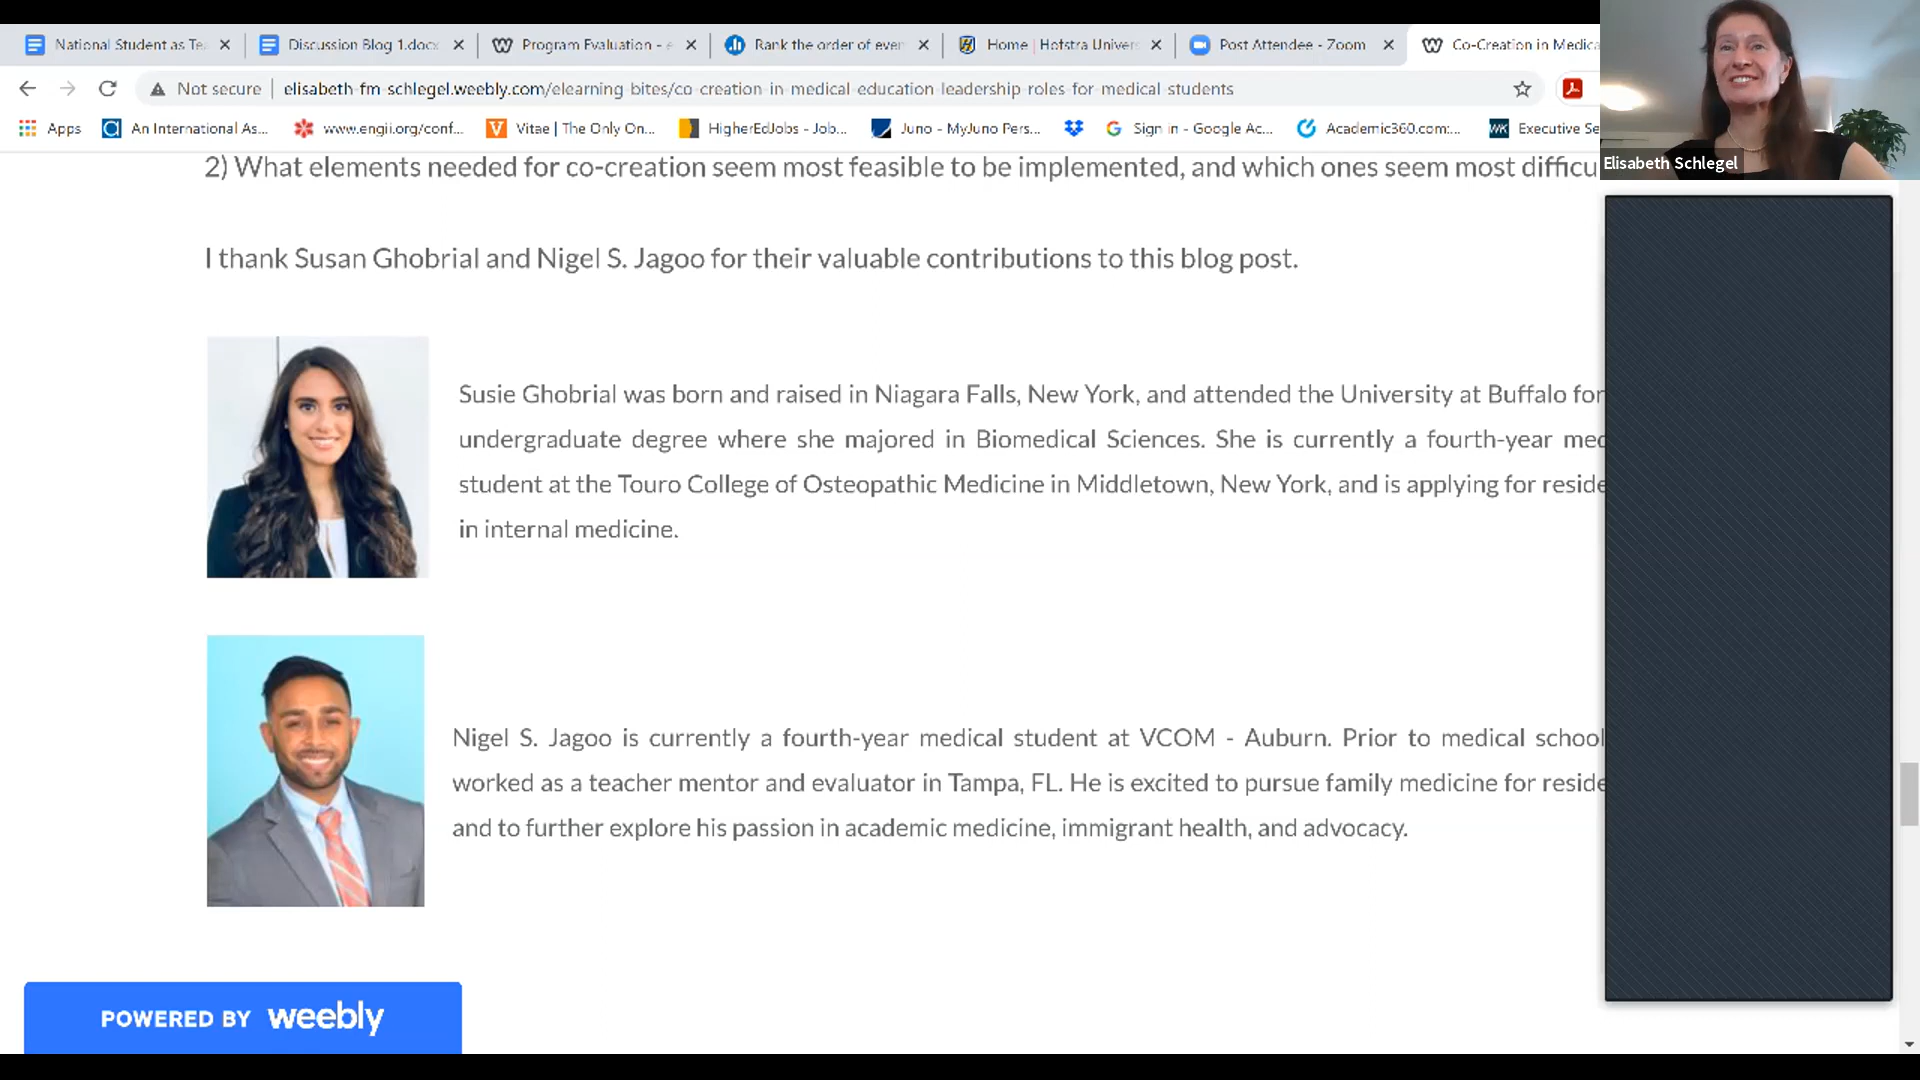 National Student as Te
Discussion Blog 1.docx
Program Evaluation - e
Rank the order of ever
Home | Hofstra Univer
Post Attendee - Zoom
Co-Creation in Medica
Not secure
elisabeth-fm-schlegel.weebly.com/elearning-bites/co-creation-in-medical-education-leadership-roles-for-medical-students
Apps
An International As...
www.engii.org/conf...
Vitae | The Only On...
HigherEdJobs - Job...
Juno - MyJuno Pers...
Sign in - Google Ac...
Academic360.com:...
Executive Se
Elisabeth Schlegel
2) What elements needed for co-creation seem most feasible to be implemented, and which ones seem most difficu
I thank Susan Ghobrial and Nigel S. Jagoo for their valuable contributions to this blog post.
Susie Ghobrial was born and raised in Niagara Falls, New York, and attended the University at Buffalo for
undergraduate degree where she majored in Biomedical Sciences. She is currently a fourth-year med
student at the Touro College of Osteopathic Medicine in Middletown, New York, and is applying for reside
in internal medicine.
Nigel S. Jagoo is currently a fourth-year medical student at VCOM - Auburn. Prior to medical school
worked as a teacher mentor and evaluator in Tampa, FL. He is excited to pursue family medicine for reside
and to further explore his passion in academic medicine, immigrant health, and advocacy.
POWERED BY weebly